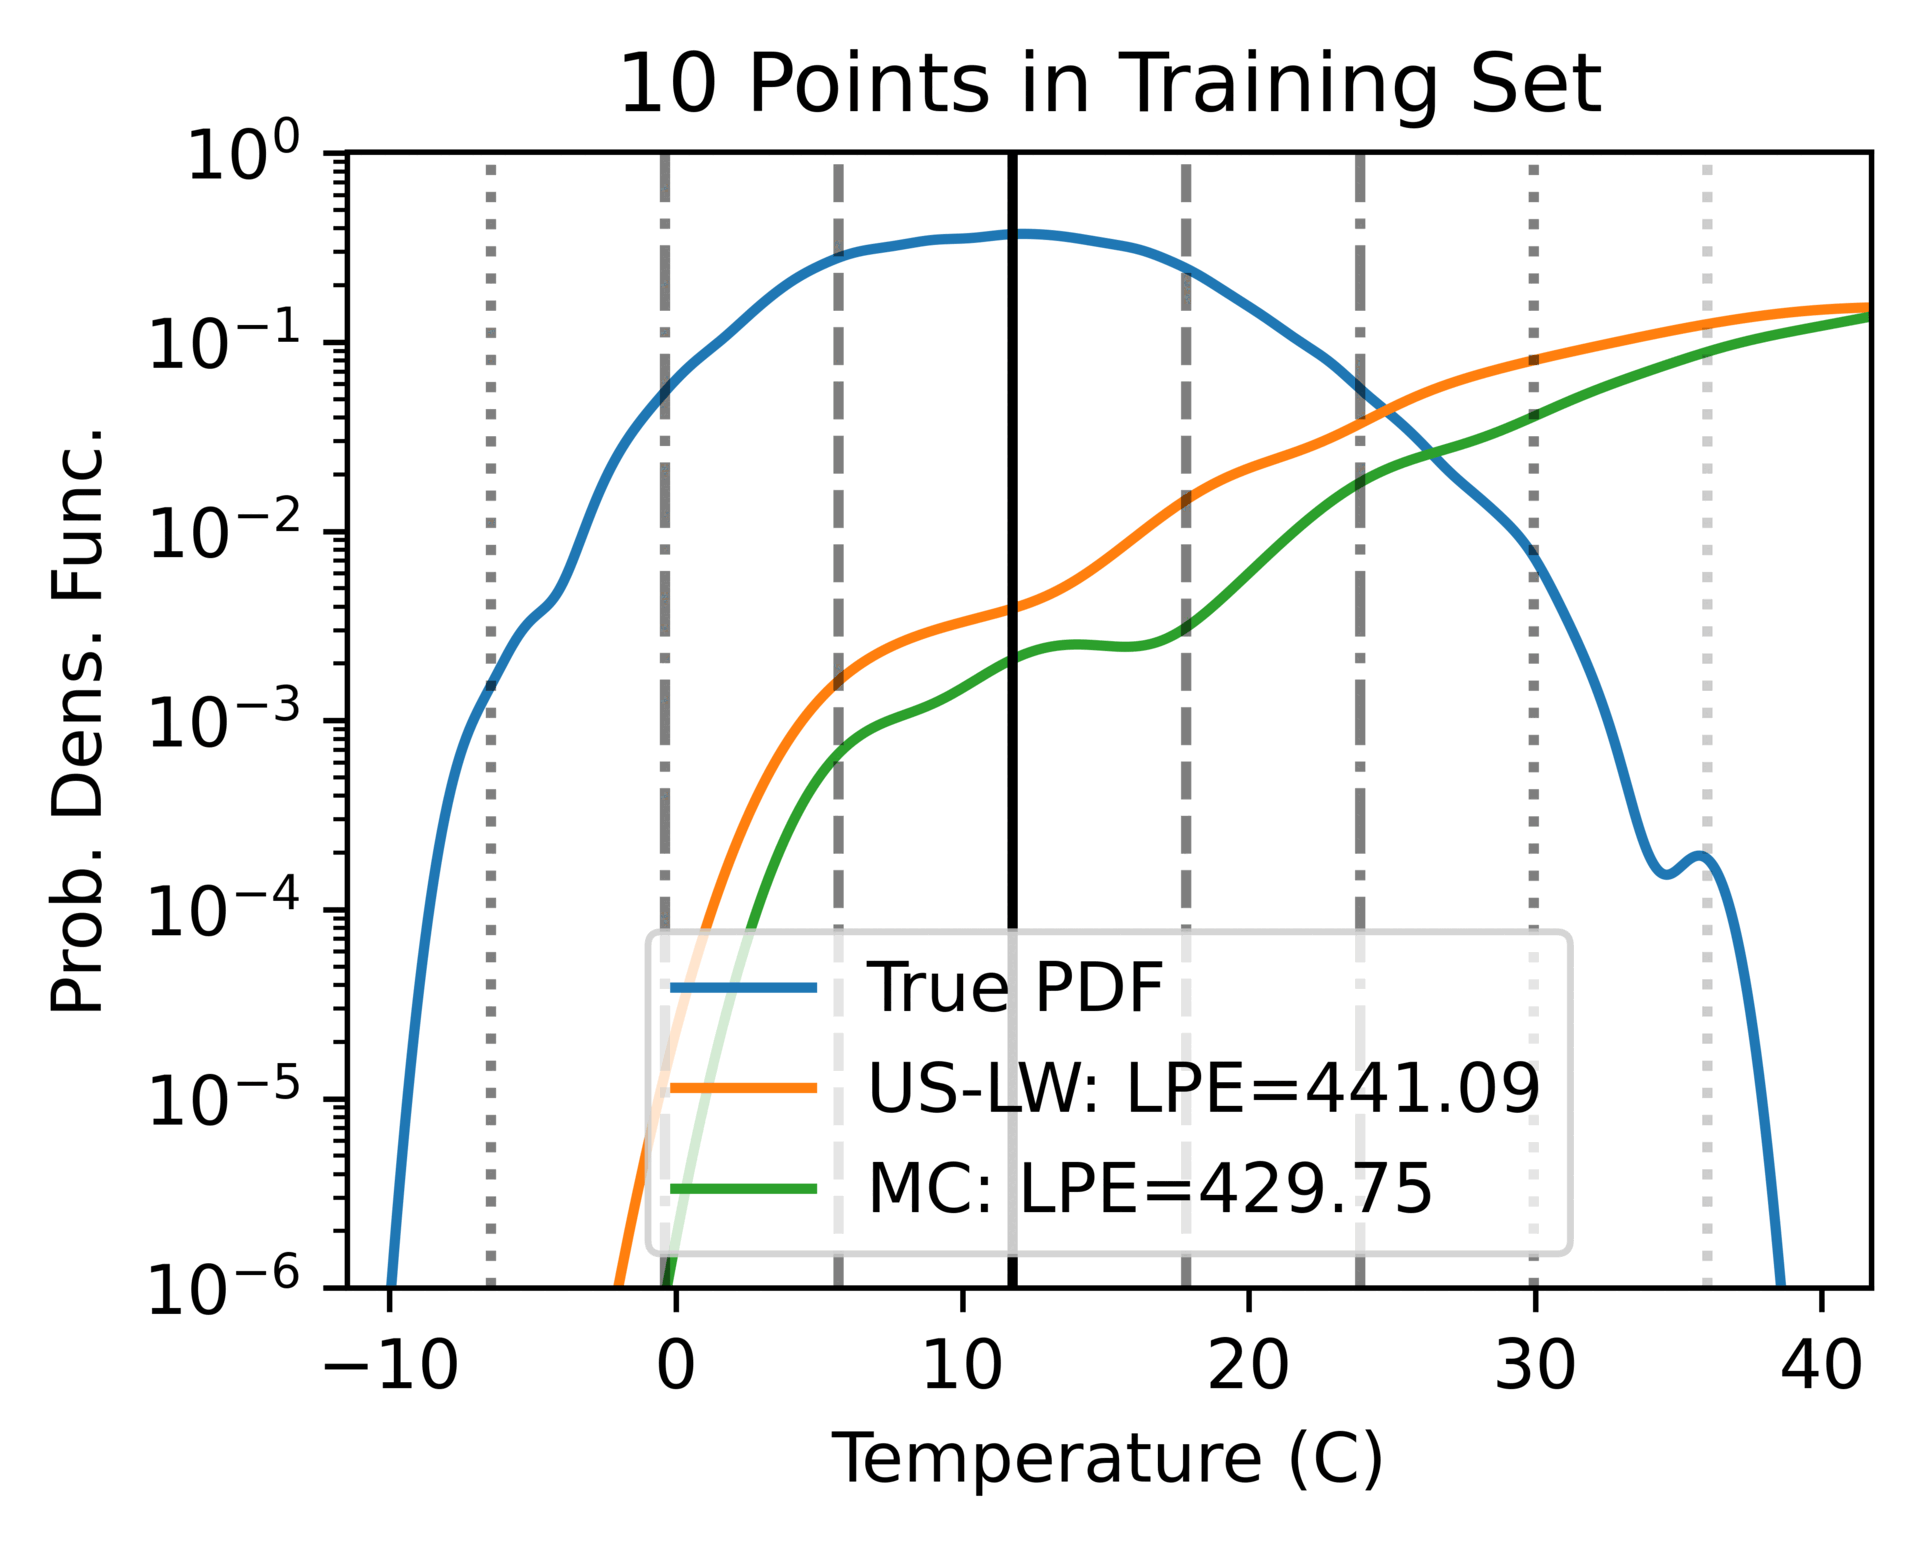 10 Points in Training Set
10⁰
10⁻¹
10⁻²
10⁻³
10⁻⁴
10⁻⁵
10⁻⁶
Prob. Dens. Func.
True PDF
US-LW: LPE=441.09
MC: LPE=429.75
−10 0 10 20 30 40
Temperature (C)